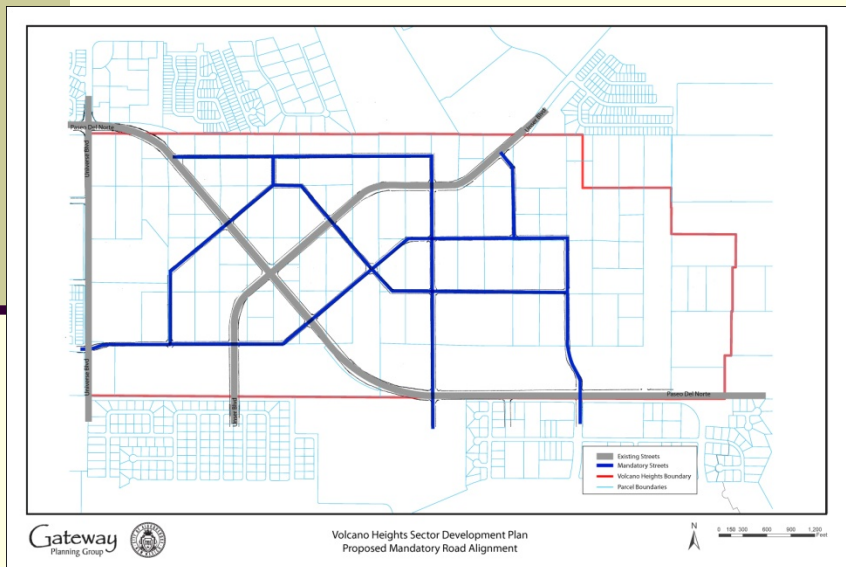 Paseo Del Norte
Universe Blvd
Unser Blvd
Universe Blvd
Unser Blvd
Paseo Del Norte
Existing Streets
Mandatory Streets
Volcano Heights Boundary
Parcel Boundaries
Gateway
Planning Group
Volcano Heights Sector Development Plan
Proposed Mandatory Road Alignment
N
0 150 300 600 900 1,200
Feet